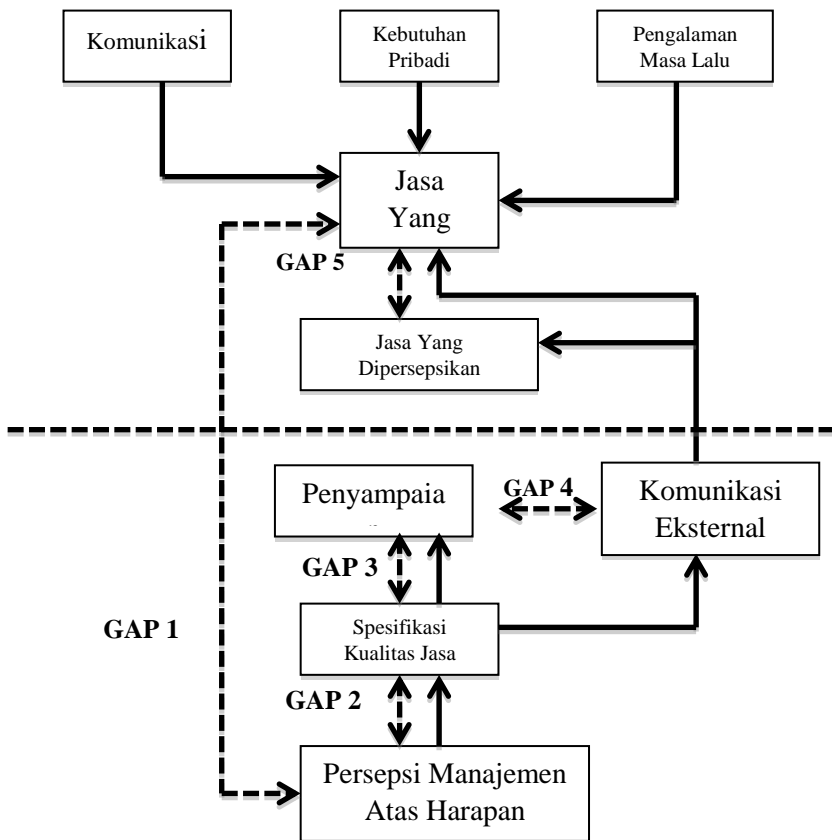 Komunikasi
Kebutuhan
Pribadi
Pengalaman
Masa Lalu
Jasa
Yang
GAP 5
Jasa Yang
Dipersepsikan
Penyampaia
GAP 4
Komunikasi
Eksternal
GAP 3
GAP 1
Spesifikasi
Kualitas Jasa
GAP 2
Persepsi Manajemen
Atas Harapan